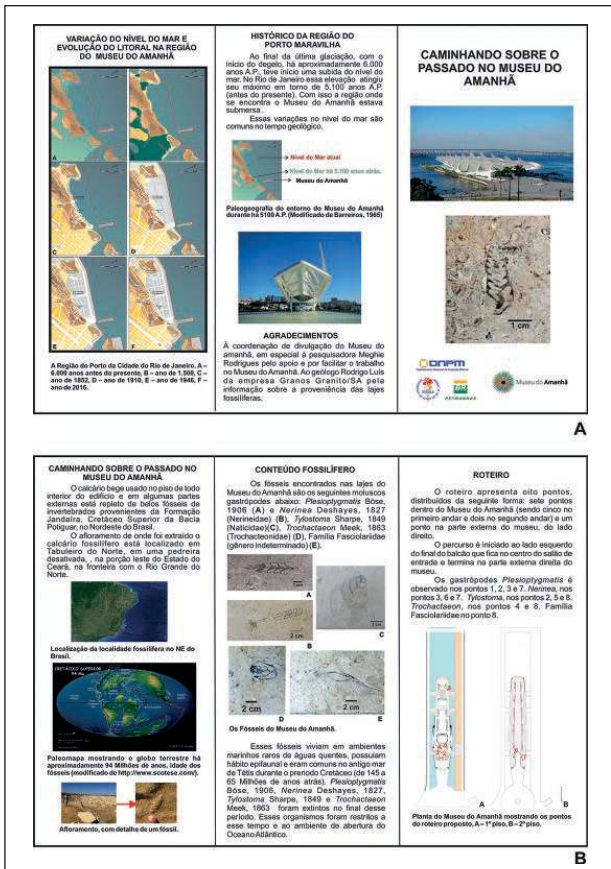 VARIAÇÃO DO NÍVEL DO MAR E
EVOLUÇÃO DO LITORAL NA REGIÃO
DO MUSEU DO AMANHÃ
A
B
C
D
E
F
A Região do Porto da Cidade do Rio de Janeiro. A –
6.000 anos antes do presente, B – ano de 1.500, C –
ano de 1852, D – ano de 1910, E – ano de 1946, F –
ano de 2016.
HISTÓRICO DA REGIÃO DO
PORTO MARAVILHA
Ao final da última glaciação, com o
início do degelo, há aproximadamente 6.000
anos A.P., teve início uma subida do nível do
mar. No Rio de Janeiro essa elevação atingiu
seu máximo em torno de 5.100 anos A.P.
(antes do presente). Com isso a região onde
se encontra o Museu do Amanhã estava
submersa.
Essas variações no nível do mar são
comuns no tempo geológico.
Nível do Mar atual
Nível do Mar há 5.100 anos atrás.
Museu do Amanhã
Paleogeografia do entorno do Museu do Amanhã
durante há 5100 A.P. (Modificado de Barreiros, 1965)
AGRADECIMENTOS
À coordenação de divulgação do Museu do
amanhã, em especial à pesquisadora Meghie
Rodrigues pelo apoio e por facilitar o trabalho
no Museu do Amanhã. Ao geólogo Rodrigo Luis
da empresa Granos Granito/SA pela
informação sobre a proveniência das lajes
fossilíferas.
CAMINHANDO SOBRE O
PASSADO NO MUSEU DO
AMANHÃ
1 cm
DNPM
PETROBRAS
Museu do Amanhã
A
CAMINHANDO SOBRE O PASSADO NO
MUSEU DO AMANHÃ
O calcário bege usado no piso de todo
interior do edifício e em algumas partes
externas está repleto de belos fósseis de
invertebrados provenientes da Formação
Jandaíra, Cretáceo Superior da Bacia
Potiguar, no Nordeste do Brasil.
O afloramento de onde foi extraido o
calcário fossilífero está localizado em
Tabuleiro do Norte, em uma pedreira
desativada, , na porção leste do Estado do
Ceará, na fronteira com o Rio Grande do
Norte.
Localização da localidade fossilífera no NE do
Brasil.
CRETÁCEO SUPERIOR
94 Ma
Paleomapa mostrando o globo terrestre há
aproximadamente 94 Milhões de anos, idade dos
fósseis (modificado de http://www.scotese.com/).
Afloramento, com detalhe de um fóssil.
CONTEÚDO FOSSILÍFERO
Os fósseis encontrados nas lajes do
Museu do Amanhã são os seguintes moluscos
gastrópodes abaixo: Plesioptygmatis Böse,
1906 (A) e Nerinea Deshayes, 1827
(Nerineidae) (B), Tylostoma Sharpe, 1849
(Naticidae)(C), Trochactaeon Meek, 1863
(Trochacteonidae) (D), Família Fasciolariidae
(gênero indeterminado) (E).
A
2 cm
B
C
2 cm
D
2 cm
E
Os Fósseis do Museu do Amanhã.
Esses fósseis viviam em ambientes
marinhos raros de águas quentes, possuiam
hábito epifaunal e eram comuns no antigo mar
de Tétis durante o preríodo Cretáceo (de 145 a
65 Milhões de anos atrás). Plesioptygmatis
Böse, 1906, Nerinea Deshayes, 1827,
Tylostoma Sharpe, 1849 e Trochactaeon
Meek, 1863 foram extintos no final desse
período. Esses organismos foram restritos a
esse tempo e ao ambiente de abertura do
Oceano Atlântico.
ROTEIRO
O roteiro apresenta oito pontos,
distribuídos da seguinte forma: sete pontos
dentro do Museu do Amanhã (sendo cinco no
primeiro andar e dois no segundo andar) e um
ponto na parte externa do museu, do lado
direito.
O percurso é iniciado ao lado esquerdo
do final do balcão que fica no centro do salão de
entrada e termina na parte externa direita do
museu.
Os gastrópodes Plesioptygmatis é
observado nos pontos 1, 2, 3 e 7. Nerinea, nos
pontos 3, 6 e 7. Tylostoma, nos pontos 2, 5 e 8.
Trochactaeon, nos pontos 4 e 8. Família
Fasciolariidae no ponto 8.
A
B
Planta do Museu do Amanhã mostrando os pontos
do roteiro proposto, A – 1º piso, B – 2º piso.
B